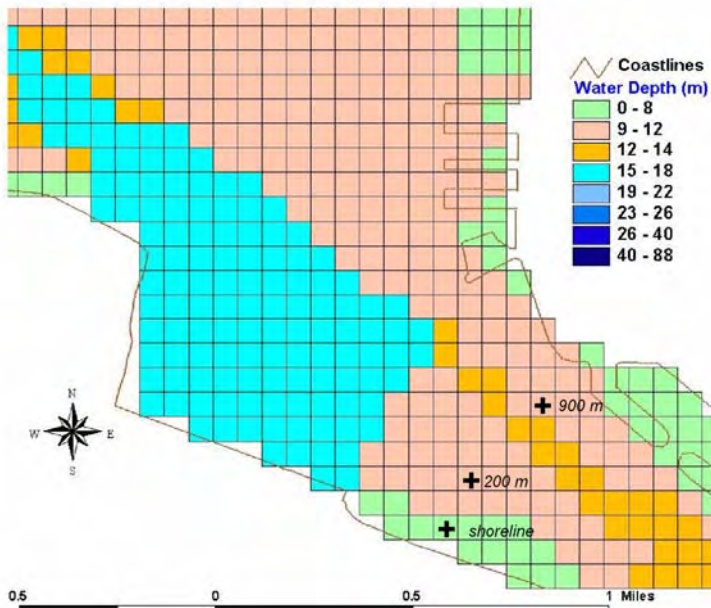 Coastlines
Water Depth (m)
0 - 8
9 - 12
12 - 14
15 - 18
19 - 22
23 - 26
26 - 40
40 - 88
N
W E
S
900 m
200 m
shoreline
0.5 0 0.5 1 Miles